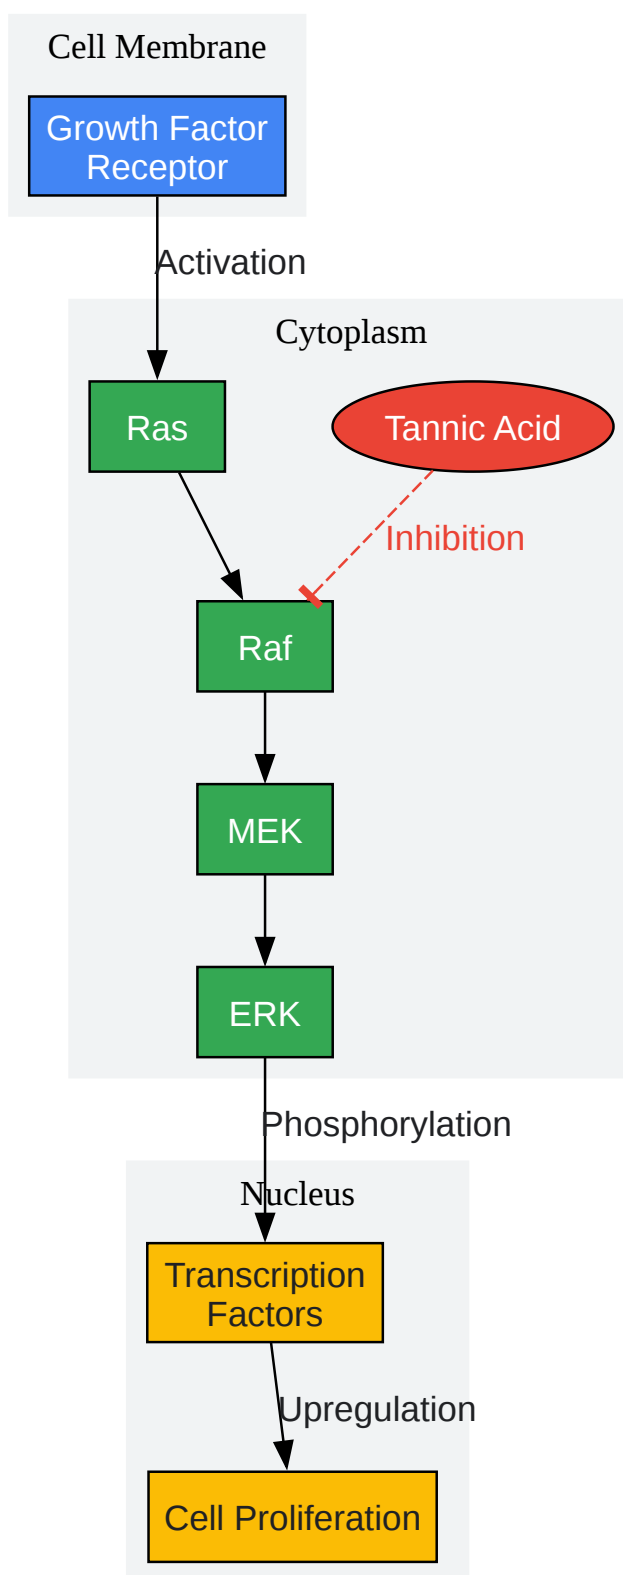 Cell Membrane
Growth Factor
Receptor
Activation
Cytoplasm
Ras
Tannic Acid
Inhibition
Raf
MEK
ERK
Phosphorylation
Nucleus
Transcription
Factors
Upregulation
Cell Proliferation